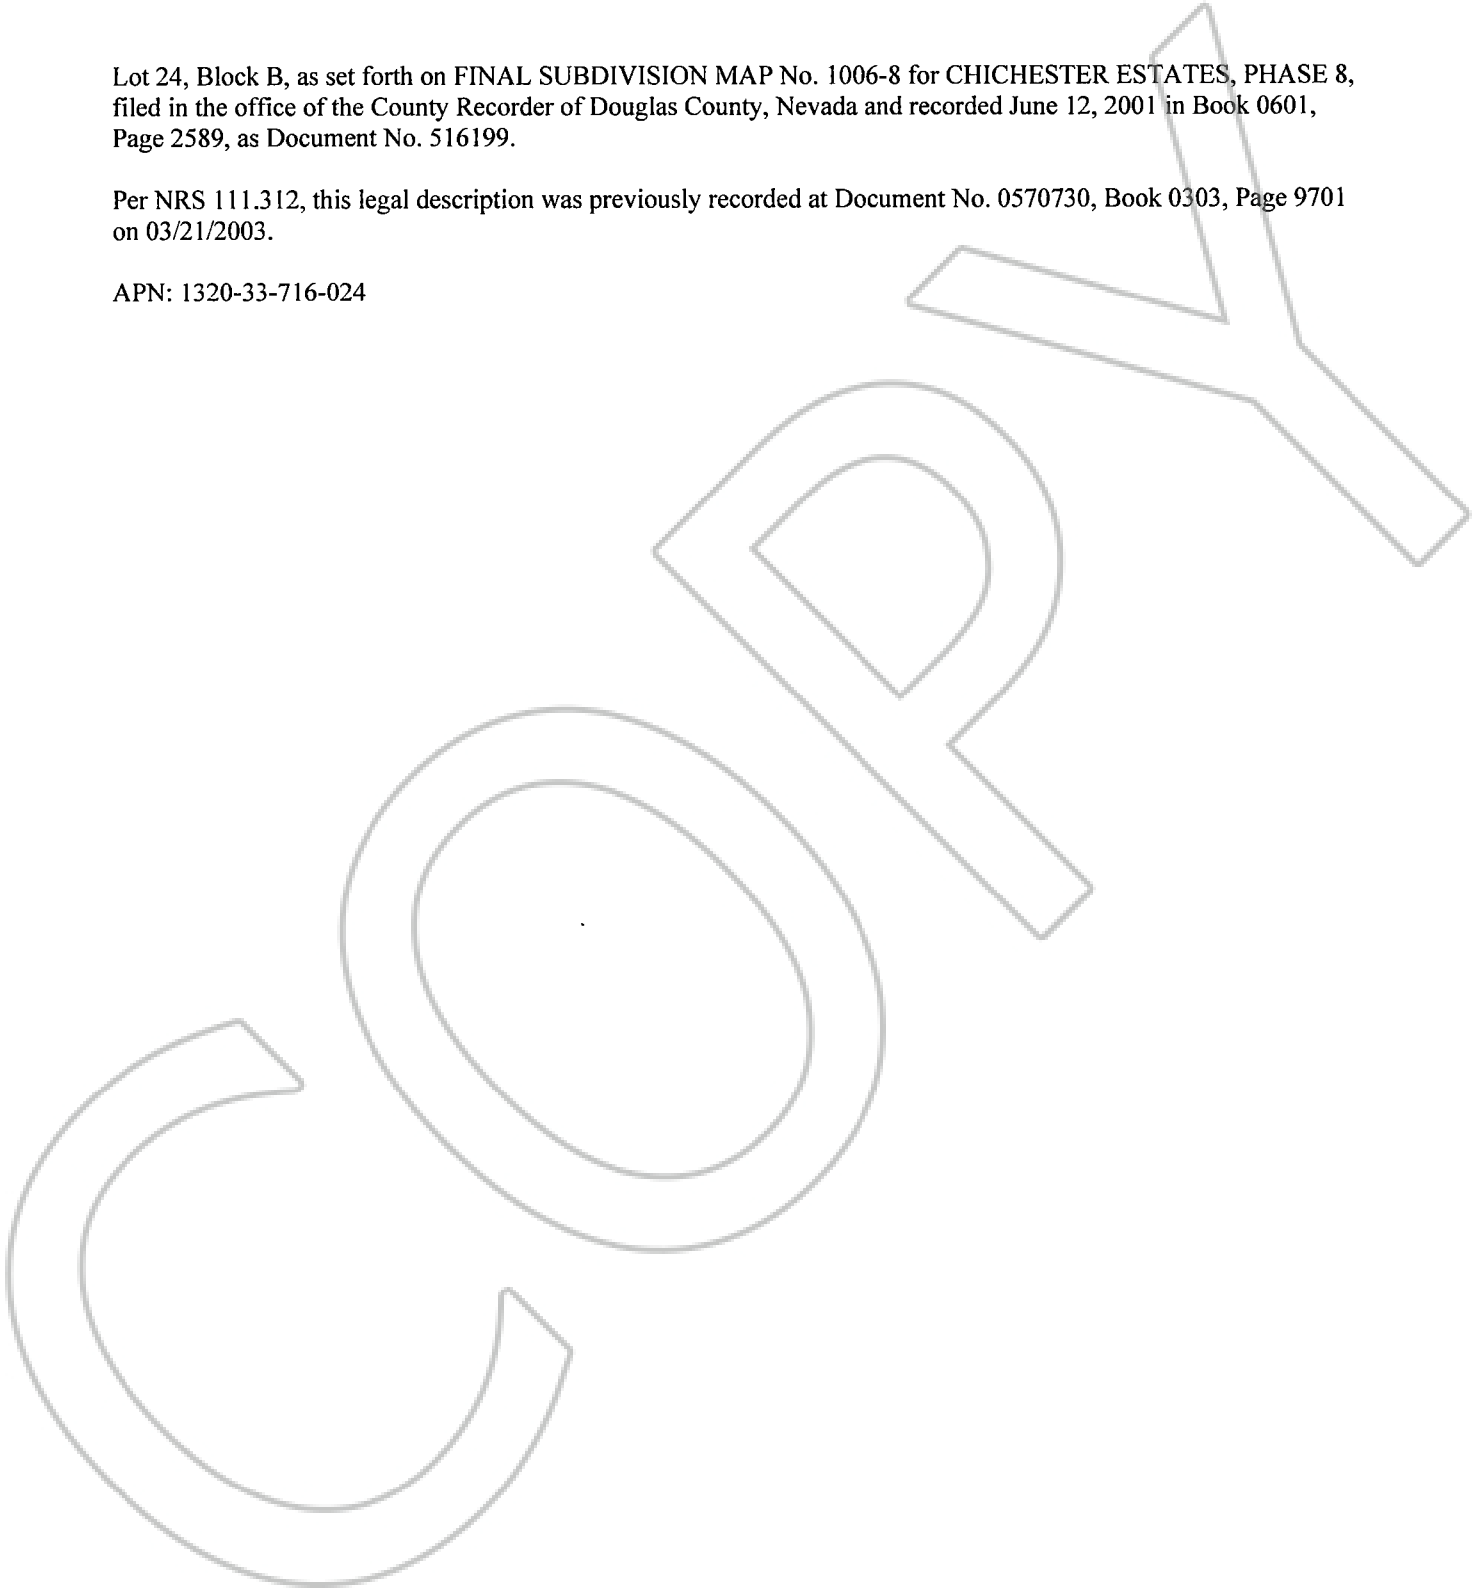 Lot 24, Block B, as set forth on FINAL SUBDIVISION MAP No. 1006-8 for CHICHESTER ESTATES, PHASE 8,
filed in the office of the County Recorder of Douglas County, Nevada and recorded June 12, 2001 in Book 0601,
Page 2589, as Document No. 516199.
Per NRS 111.312, this legal description was previously recorded at Document No. 0570730, Book 0303, Page 9701
on 03/21/2003.
APN: 1320-33-716-024
COPY